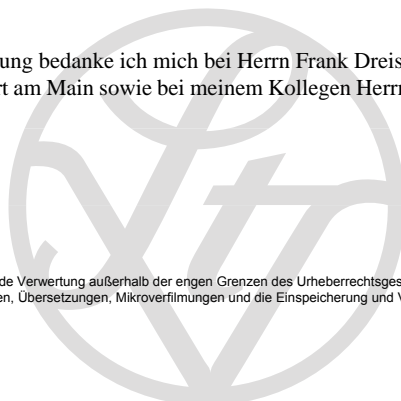 ung bedanke ich mich bei Herrn Frank Dreis
rt am Main sowie bei meinem Kollegen Herrn
de Verwertung außerhalb der engen Grenzen des Urheberrechtsges
en, Übersetzungen, Mikroverfilmungen und die Einspeicherung und V